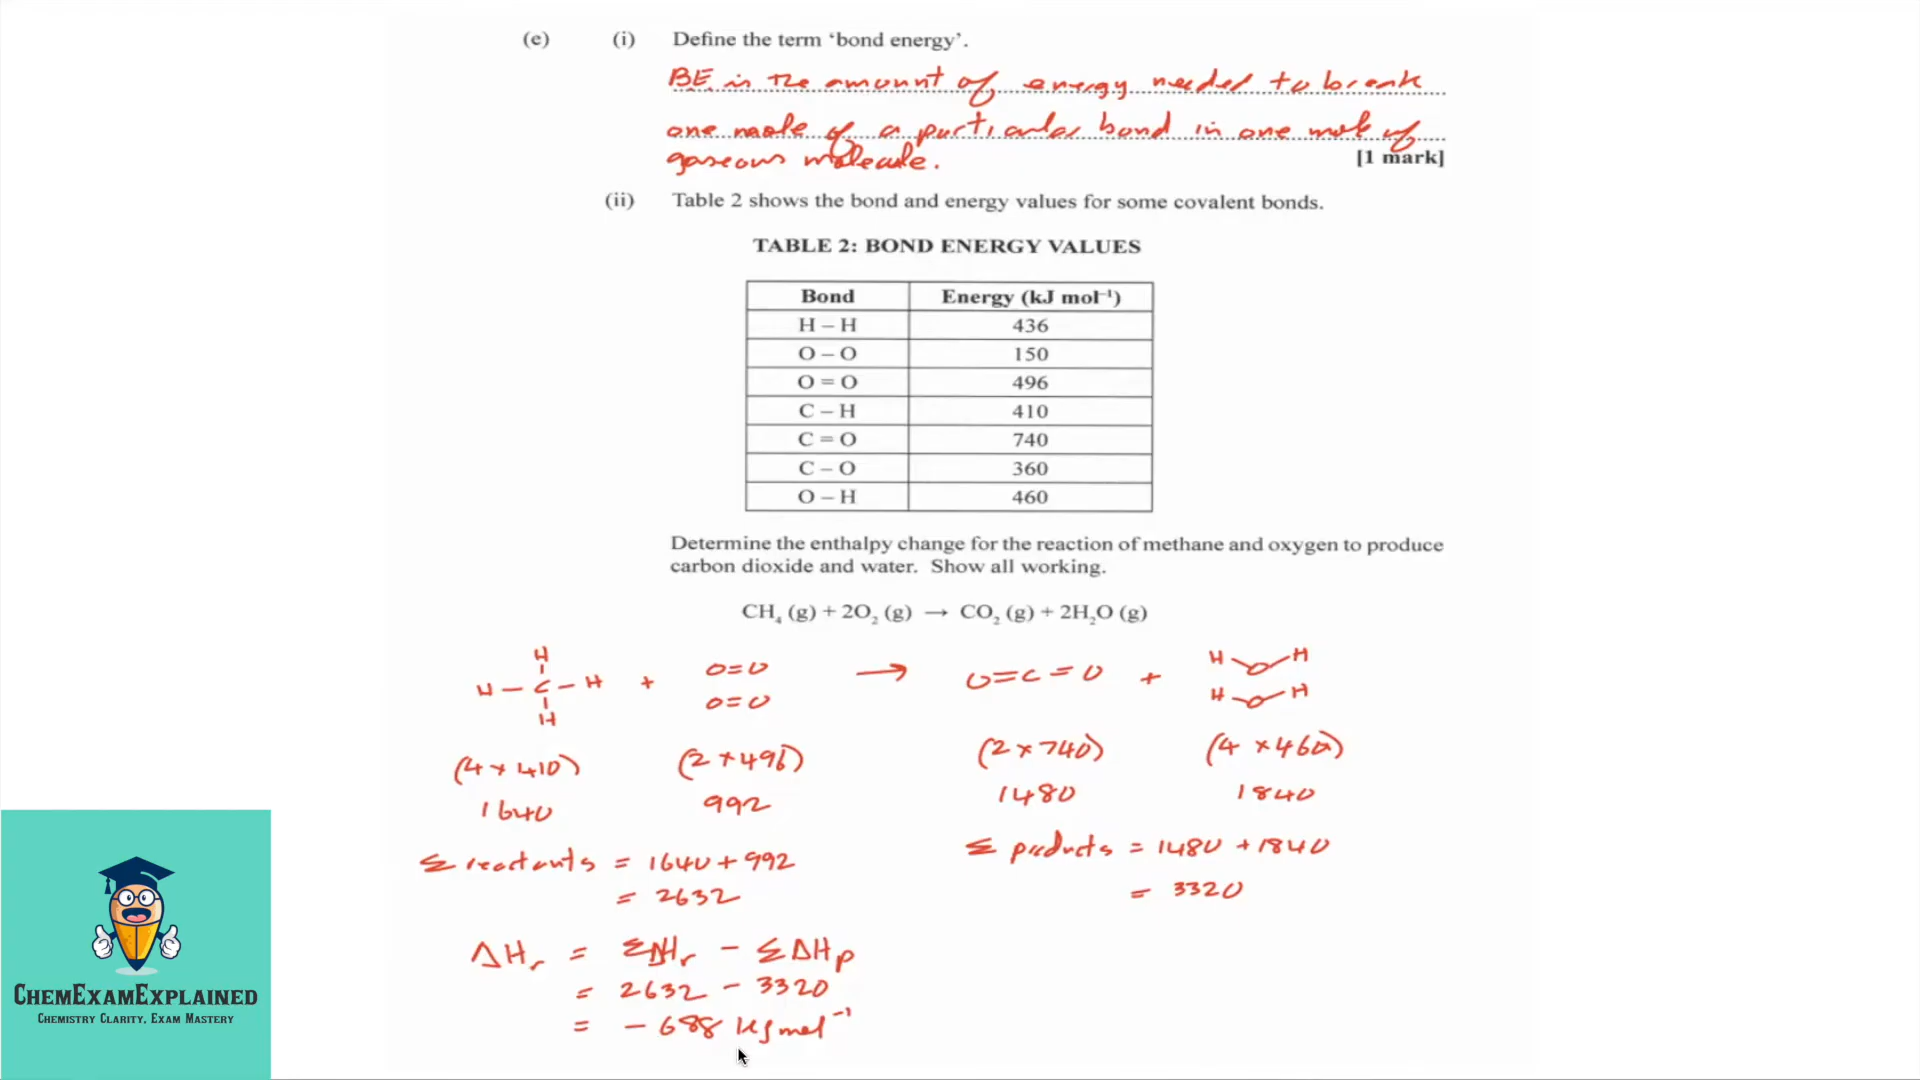 (e) (i) Define the term ‘bond energy’.
BE is the amount of energy needed to break
one mole of a particular bond in one mole of
gaseous molecule.
[1 mark]
(ii) Table 2 shows the bond and energy values for some covalent bonds.
TABLE 2: BOND ENERGY VALUES
Bond Energy (kJ mol⁻¹)
H – H 436
O – O 150
O = O 496
C – H 410
C = O 740
C – O 360
O – H 460
Determine the enthalpy change for the reaction of methane and oxygen to produce
carbon dioxide and water. Show all working.
CH₄ (g) + 2O₂ (g) → CO₂ (g) + 2H₂O (g)
H
H – C – H + O=O O=O → O=C=O + H O H H O H
H
(4 × 410) (2 × 496) (2 × 740) (4 × 460)
1640 992 1480 1840
Σ reactants = 1640 + 992 Σ products = 1480 + 1840
= 2632 = 3320
ΔHr = ΣΔHr – ΣΔHp
= 2632 – 3320
= – 688 kJ mol⁻¹
CHEMEXAMEXPLAINED
CHEMISTRY CLARITY, EXAM MASTERY